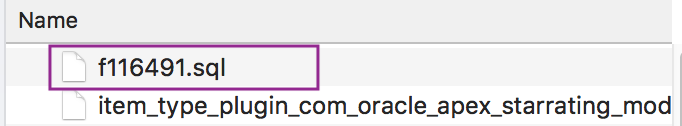 Name
f116491.sql
item_type_plugin_com_oracle_apex_starrating_mod